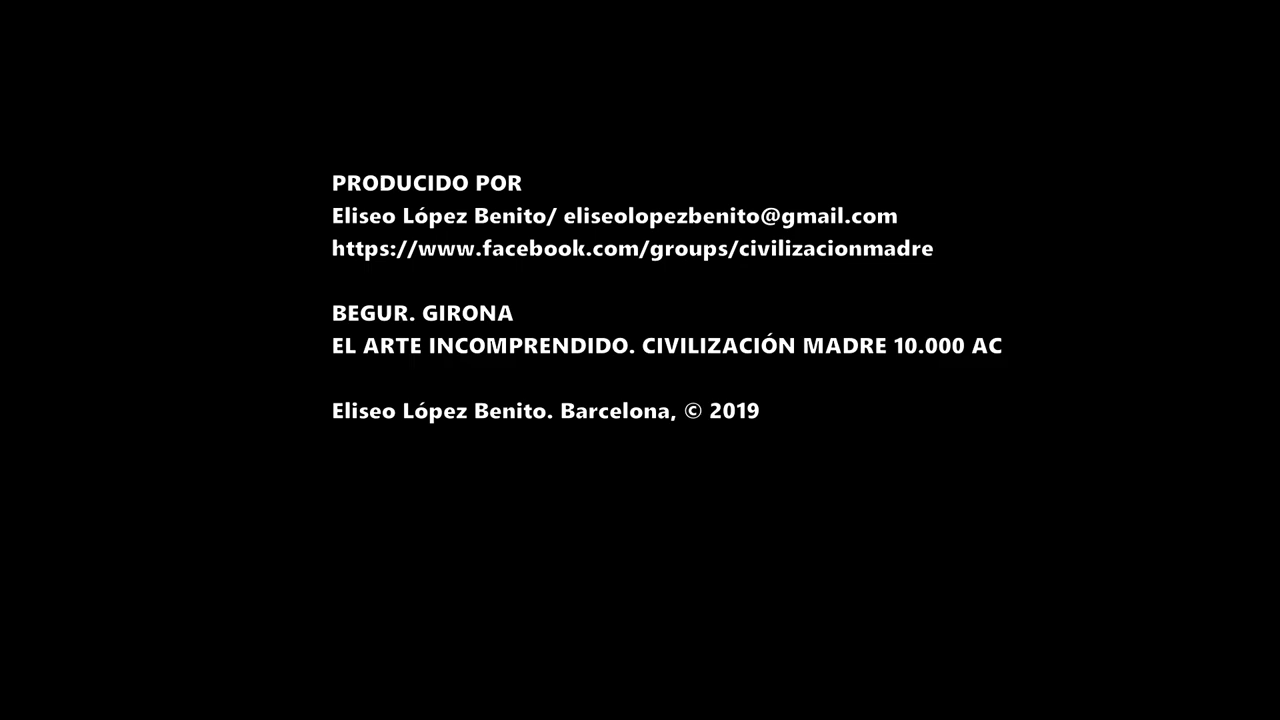 PRODUCIDO POR
Eliseo López Benito/ eliseolopezbenito@gmail.com
https://www.facebook.com/groups/civilizacionmadre
BEGUR. GIRONA
EL ARTE INCOMPRENDIDO. CIVILIZACIÓN MADRE 10.000 AC
Eliseo López Benito. Barcelona, © 2019